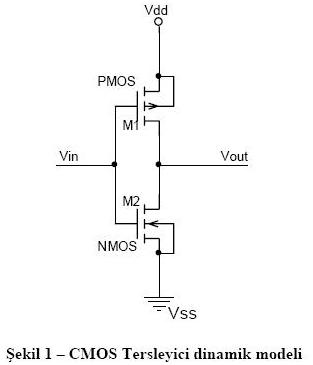 Vdd
PMOS
M1
Vin
Vout
M2
NMOS
Vss
Şekil 1 – CMOS Tersleyici dinamik modeli